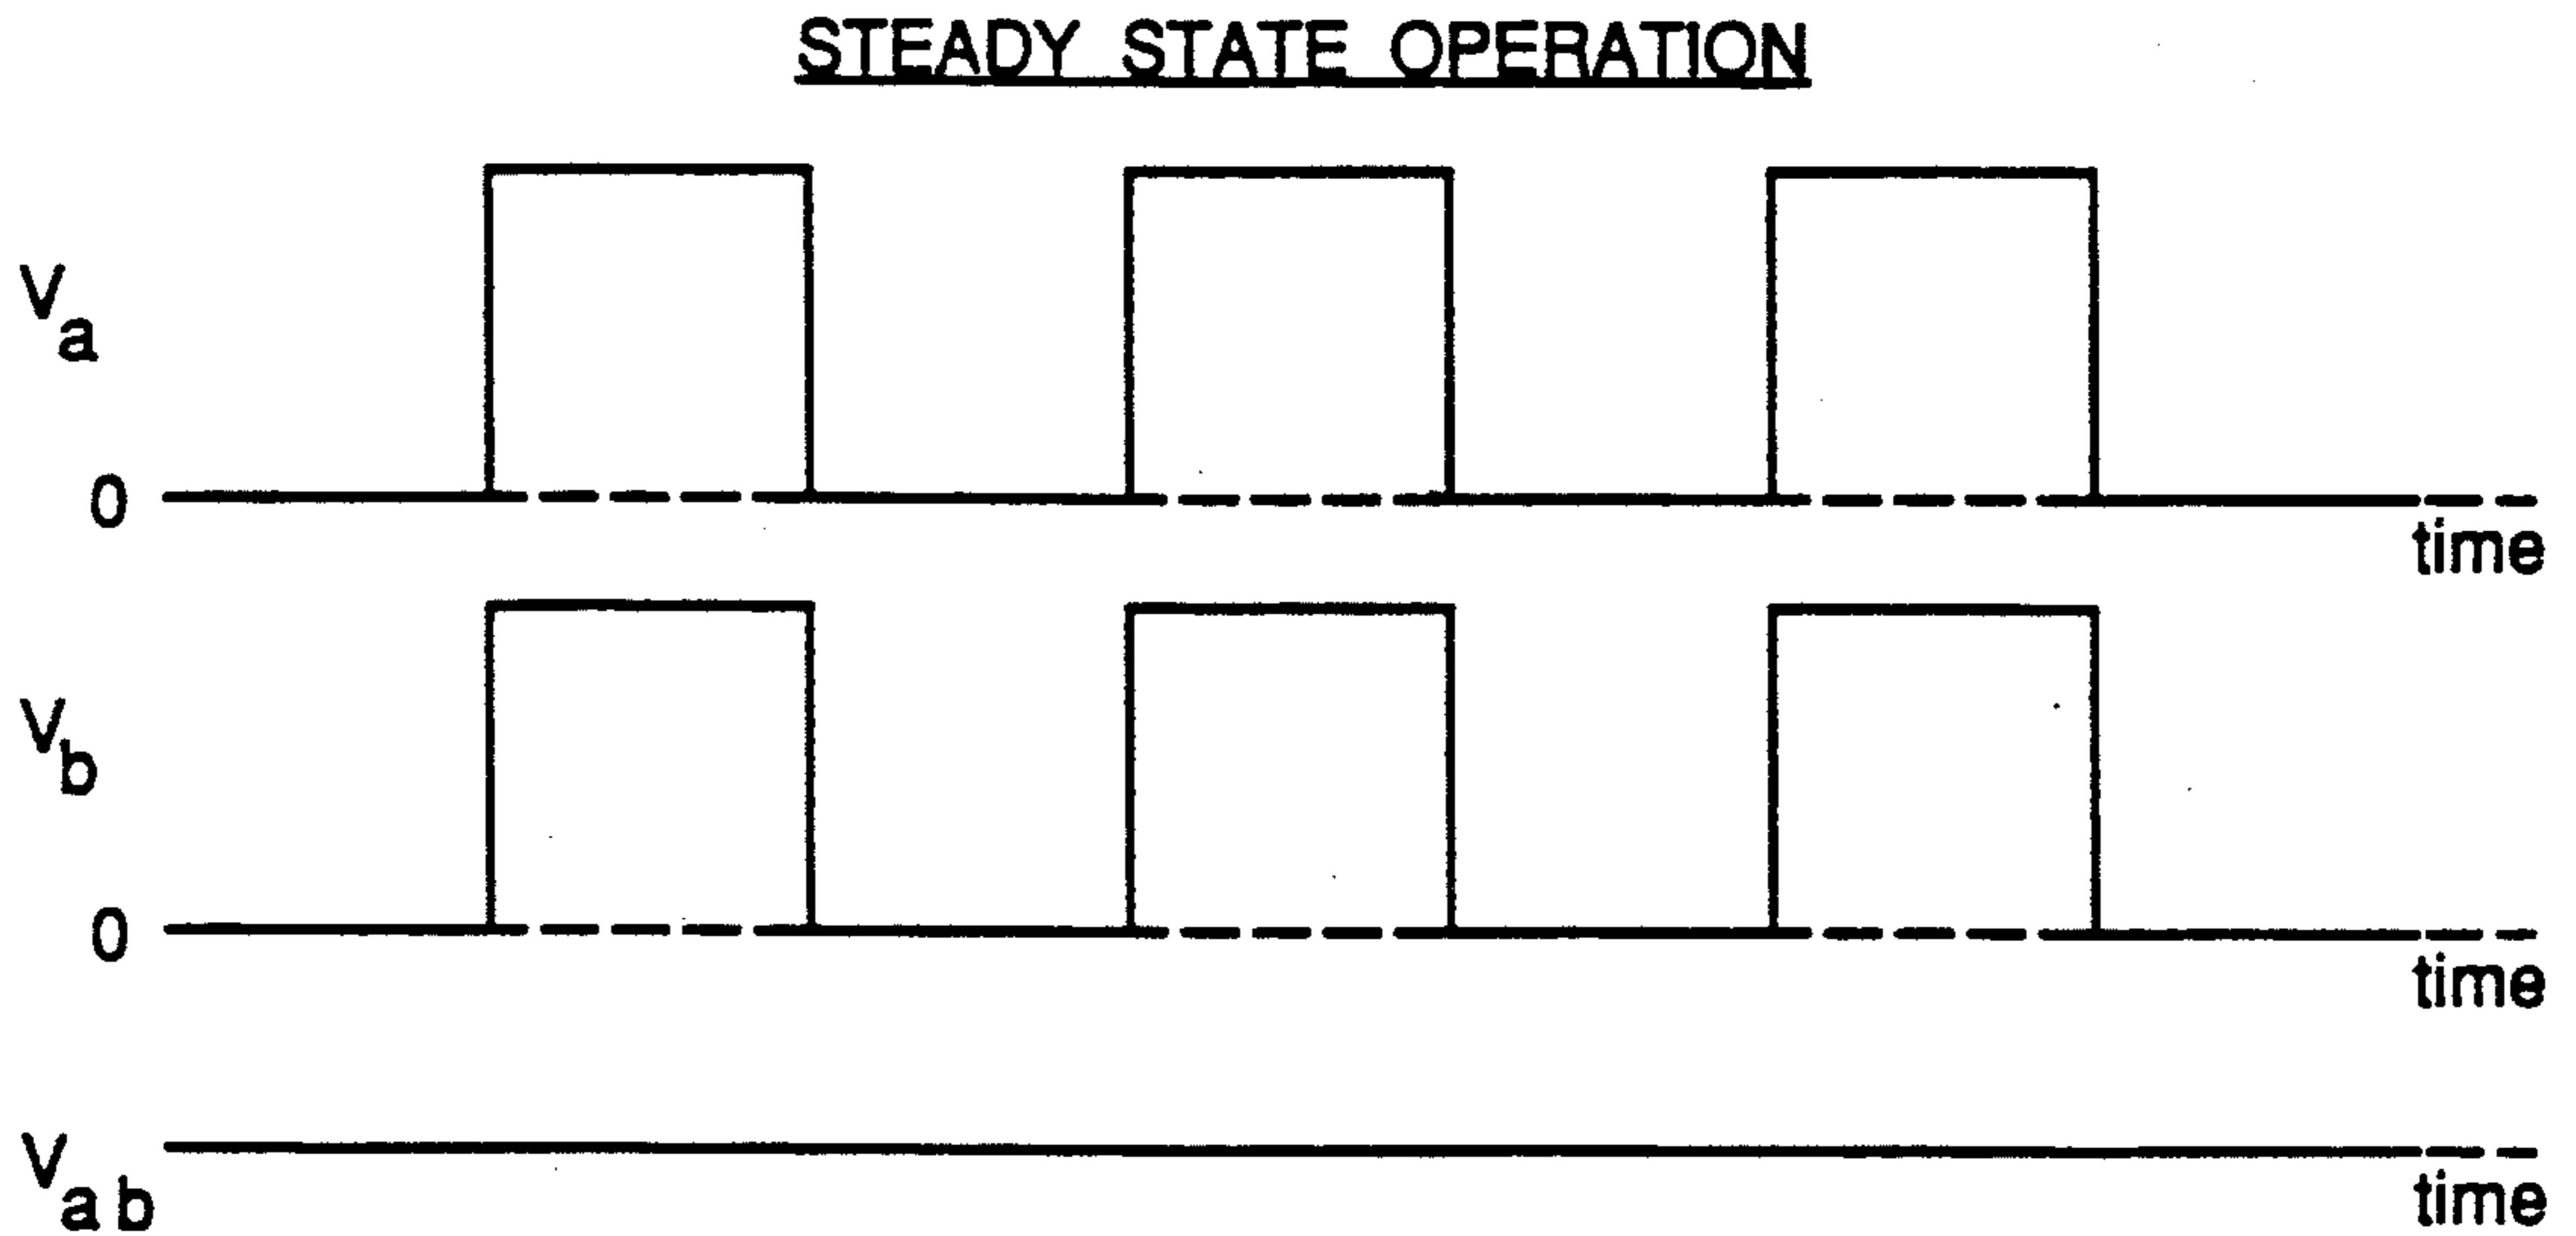 STEADY STATE OPERATION
Va
0
time
Vb
0
time
Vab
time